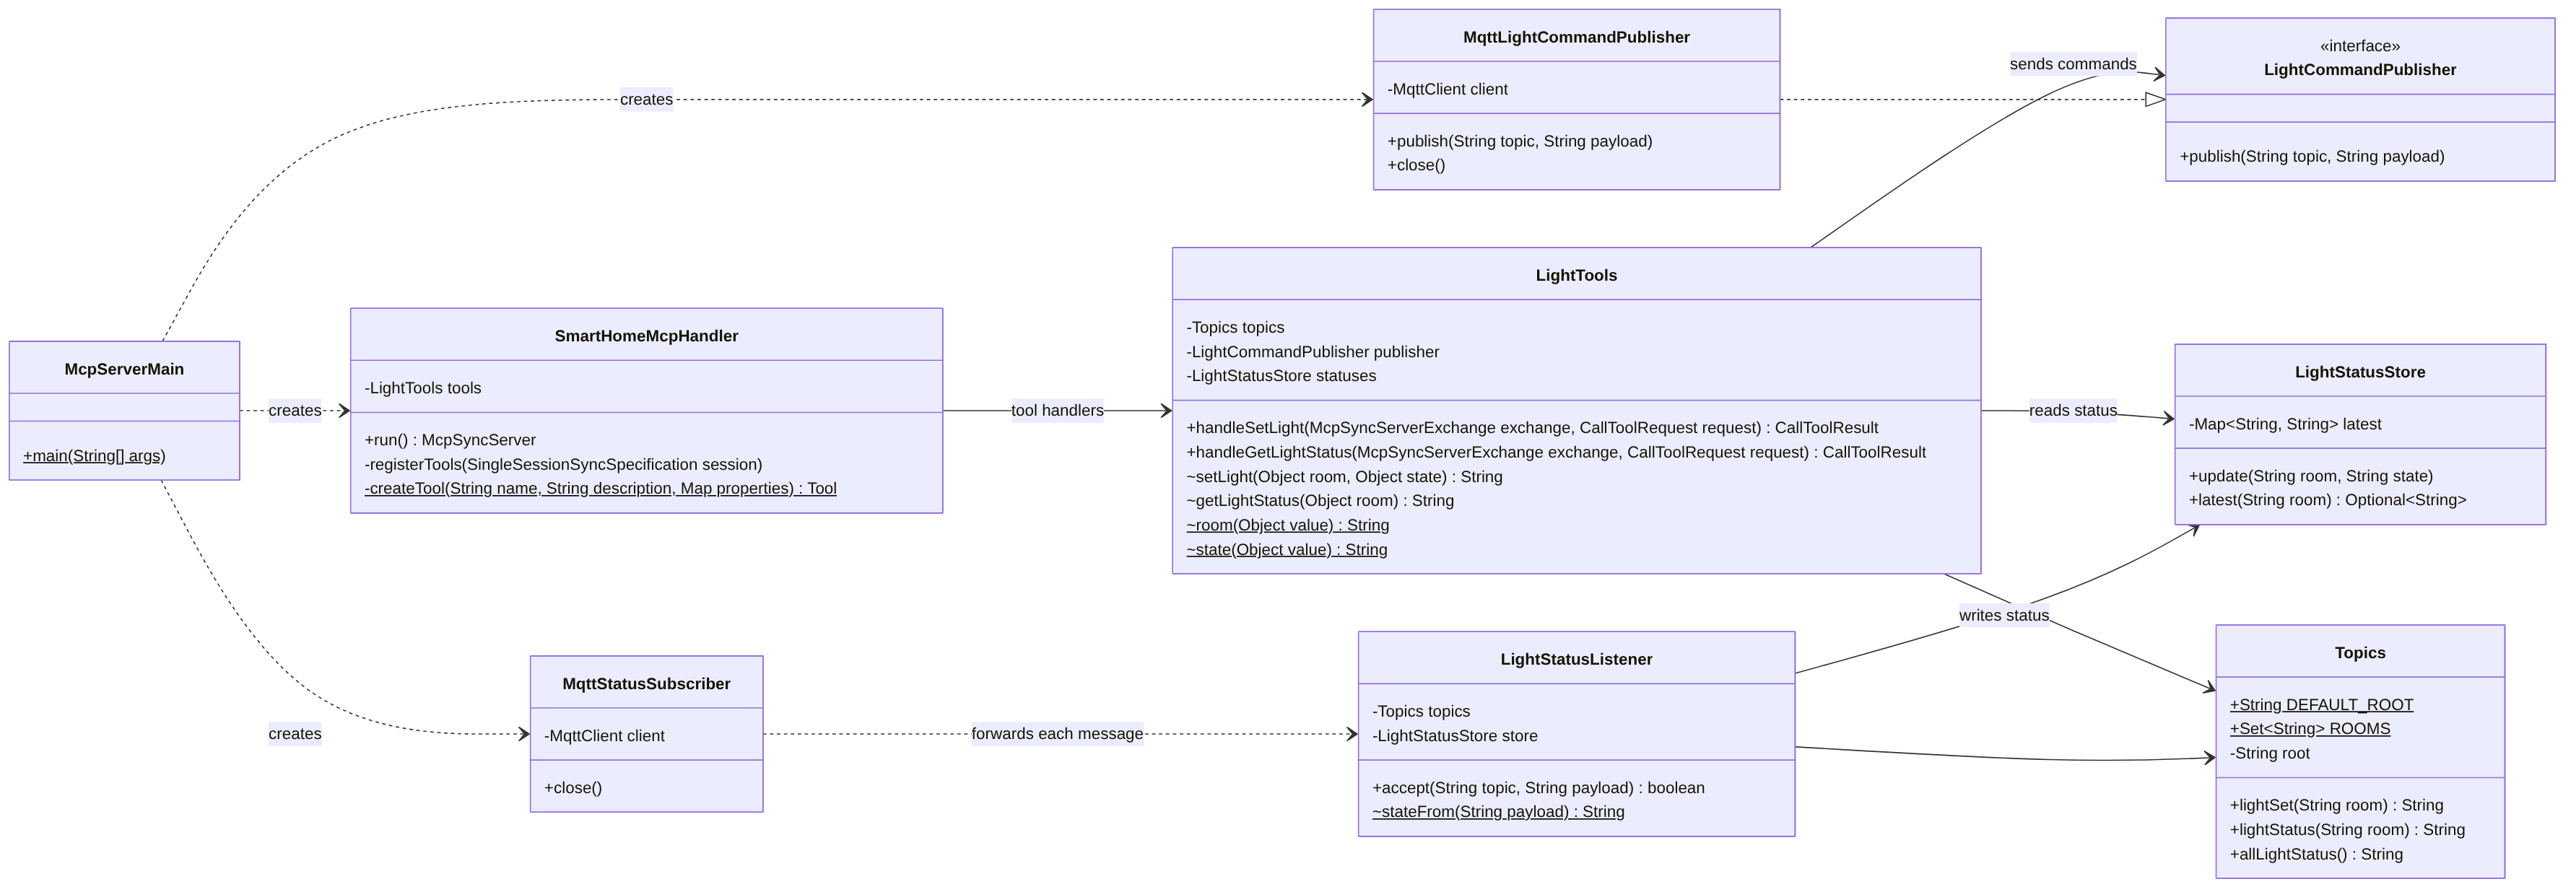 McpServerMain
+main(String[] args)
creates
creates
creates
SmartHomeMcpHandler
-LightTools tools
+run() : McpSyncServer
-registerTools(SingleSessionSyncSpecification session)
-createTool(String name, String description, Map properties) : Tool
MqttStatusSubscriber
-MqttClient client
+close()
tool handlers
forwards each message
MqttLightCommandPublisher
-MqttClient client
+publish(String topic, String payload)
+close()
LightTools
-Topics topics
-LightCommandPublisher publisher
-LightStatusStore statuses
+handleSetLight(McpSyncServerExchange exchange, CallToolRequest request) : CallToolResult
+handleGetLightStatus(McpSyncServerExchange exchange, CallToolRequest request) : CallToolResult
~setLight(Object room, Object state) : String
~getLightStatus(Object room) : String
~room(Object value) : String
~state(Object value) : String
LightStatusListener
-Topics topics
-LightStatusStore store
+accept(String topic, String payload) : boolean
~stateFrom(String payload) : String
sends commands
reads status
writes status
«interface»
LightCommandPublisher
+publish(String topic, String payload)
LightStatusStore
-Map<String, String> latest
+update(String room, String state)
+latest(String room) : Optional<String>
Topics
+String DEFAULT_ROOT
+Set<String> ROOMS
-String root
+lightSet(String room) : String
+lightStatus(String room) : String
+allLightStatus() : String